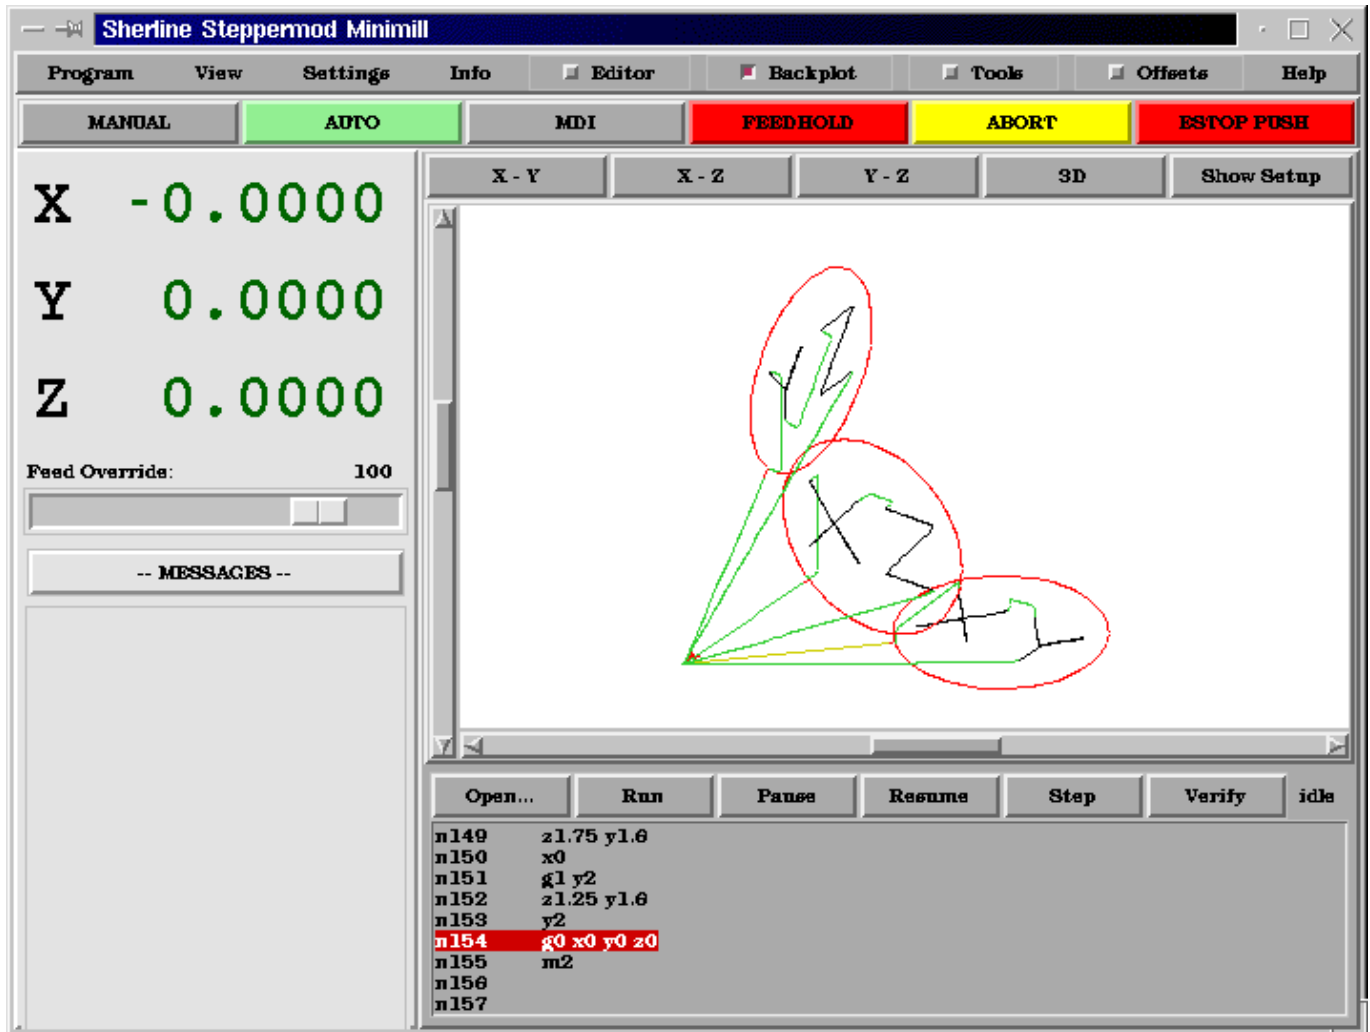 Sherline Steppermod Minimill
Program View Settings Info Editor Backplot Tools Offsets Help
MANUAL AUTO MDI FEEDHOLD ABORT ESTOP PUSH
X - Y X - Z Y - Z 3D Show Setup
X -0.0000
Y 0.0000
Z 0.0000
Feed Override: 100
-- MESSAGES --
Y Z
X Z
X Y
Open... Run Pause Resume Step Verify idle
n149 z1.75 y1.6
n150 x0
n151 g1 y2
n152 z1.25 y1.6
n153 y2
n154 g0 x0 y0 z0
n155 m2
n156
n157